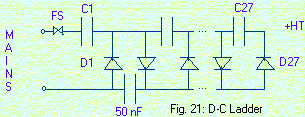 FS C1 C27
MAINS
+HT
D1 D27
50 nF Fig. 21: D-C Ladder